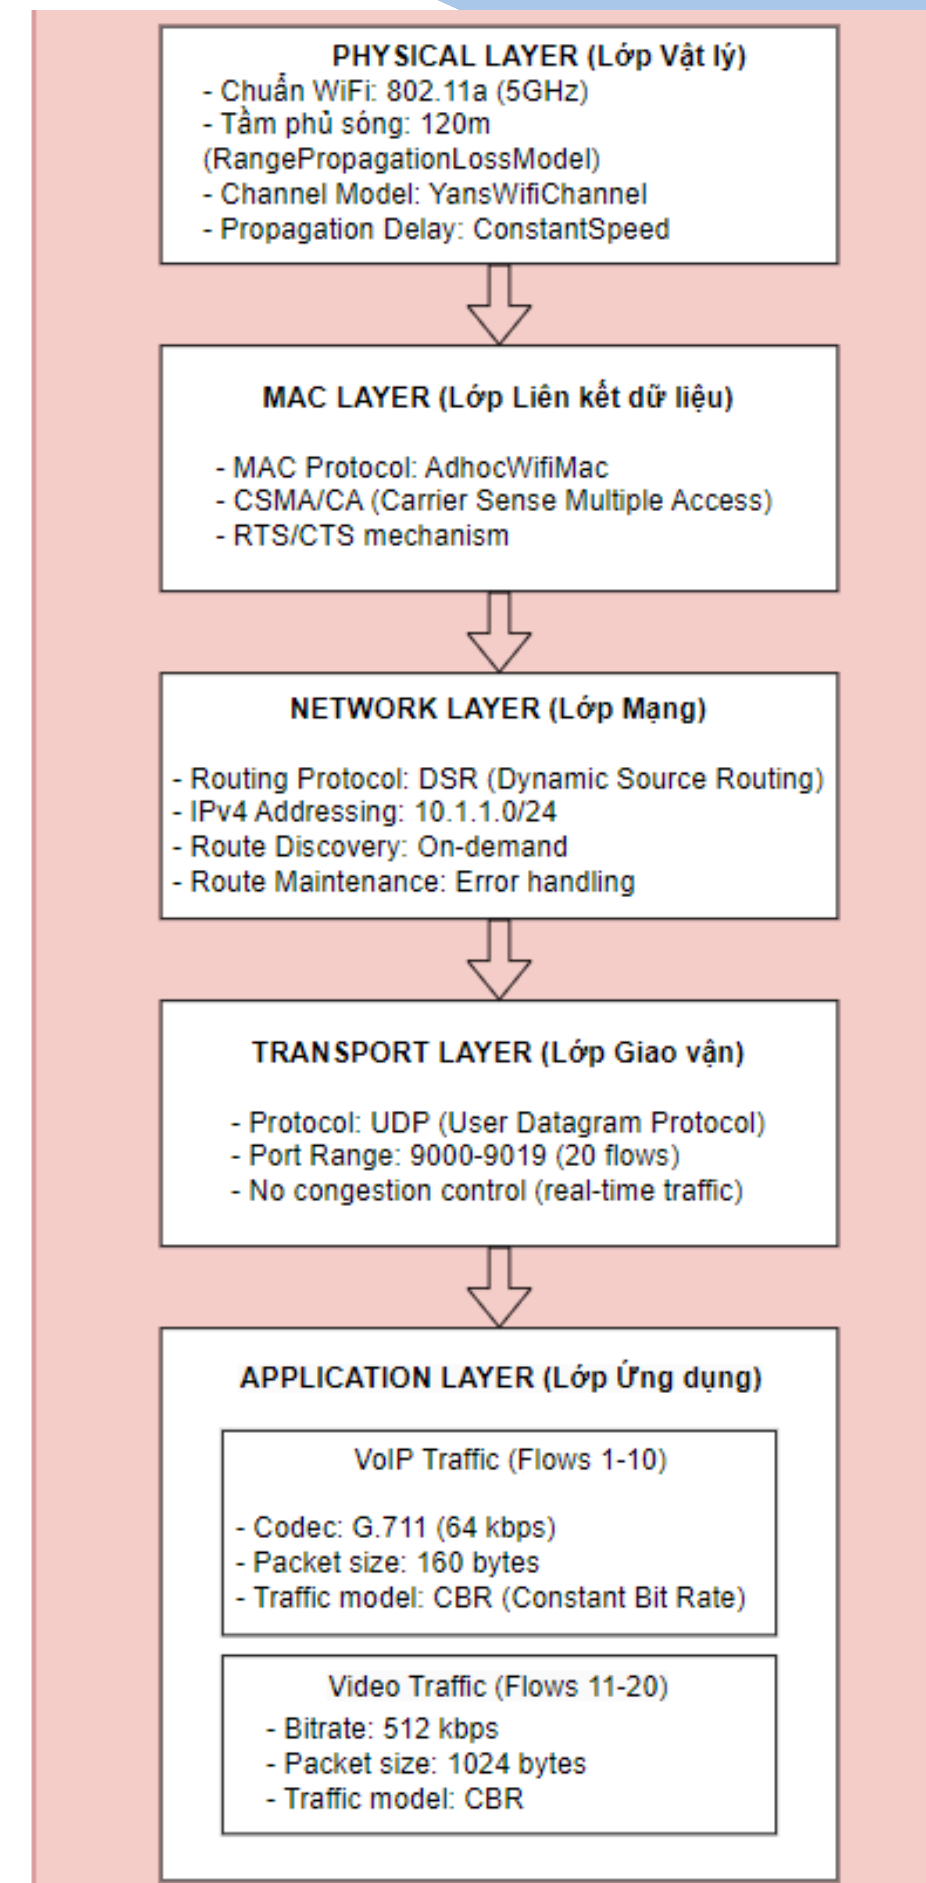 PHYSICAL LAYER (Lớp Vật lý)
- Chuẩn WiFi: 802.11a (5GHz)
- Tầm phủ sóng: 120m
(RangePropagationLossModel)
- Channel Model: YansWifiChannel
- Propagation Delay: ConstantSpeed
MAC LAYER (Lớp Liên kết dữ liệu)
- MAC Protocol: AdhocWifiMac
- CSMA/CA (Carrier Sense Multiple Access)
- RTS/CTS mechanism
NETWORK LAYER (Lớp Mạng)
- Routing Protocol: DSR (Dynamic Source Routing)
- IPv4 Addressing: 10.1.1.0/24
- Route Discovery: On-demand
- Route Maintenance: Error handling
TRANSPORT LAYER (Lớp Giao vận)
- Protocol: UDP (User Datagram Protocol)
- Port Range: 9000-9019 (20 flows)
- No congestion control (real-time traffic)
APPLICATION LAYER (Lớp Ứng dụng)
VoIP Traffic (Flows 1-10)
- Codec: G.711 (64 kbps)
- Packet size: 160 bytes
- Traffic model: CBR (Constant Bit Rate)
Video Traffic (Flows 11-20)
- Bitrate: 512 kbps
- Packet size: 1024 bytes
- Traffic model: CBR